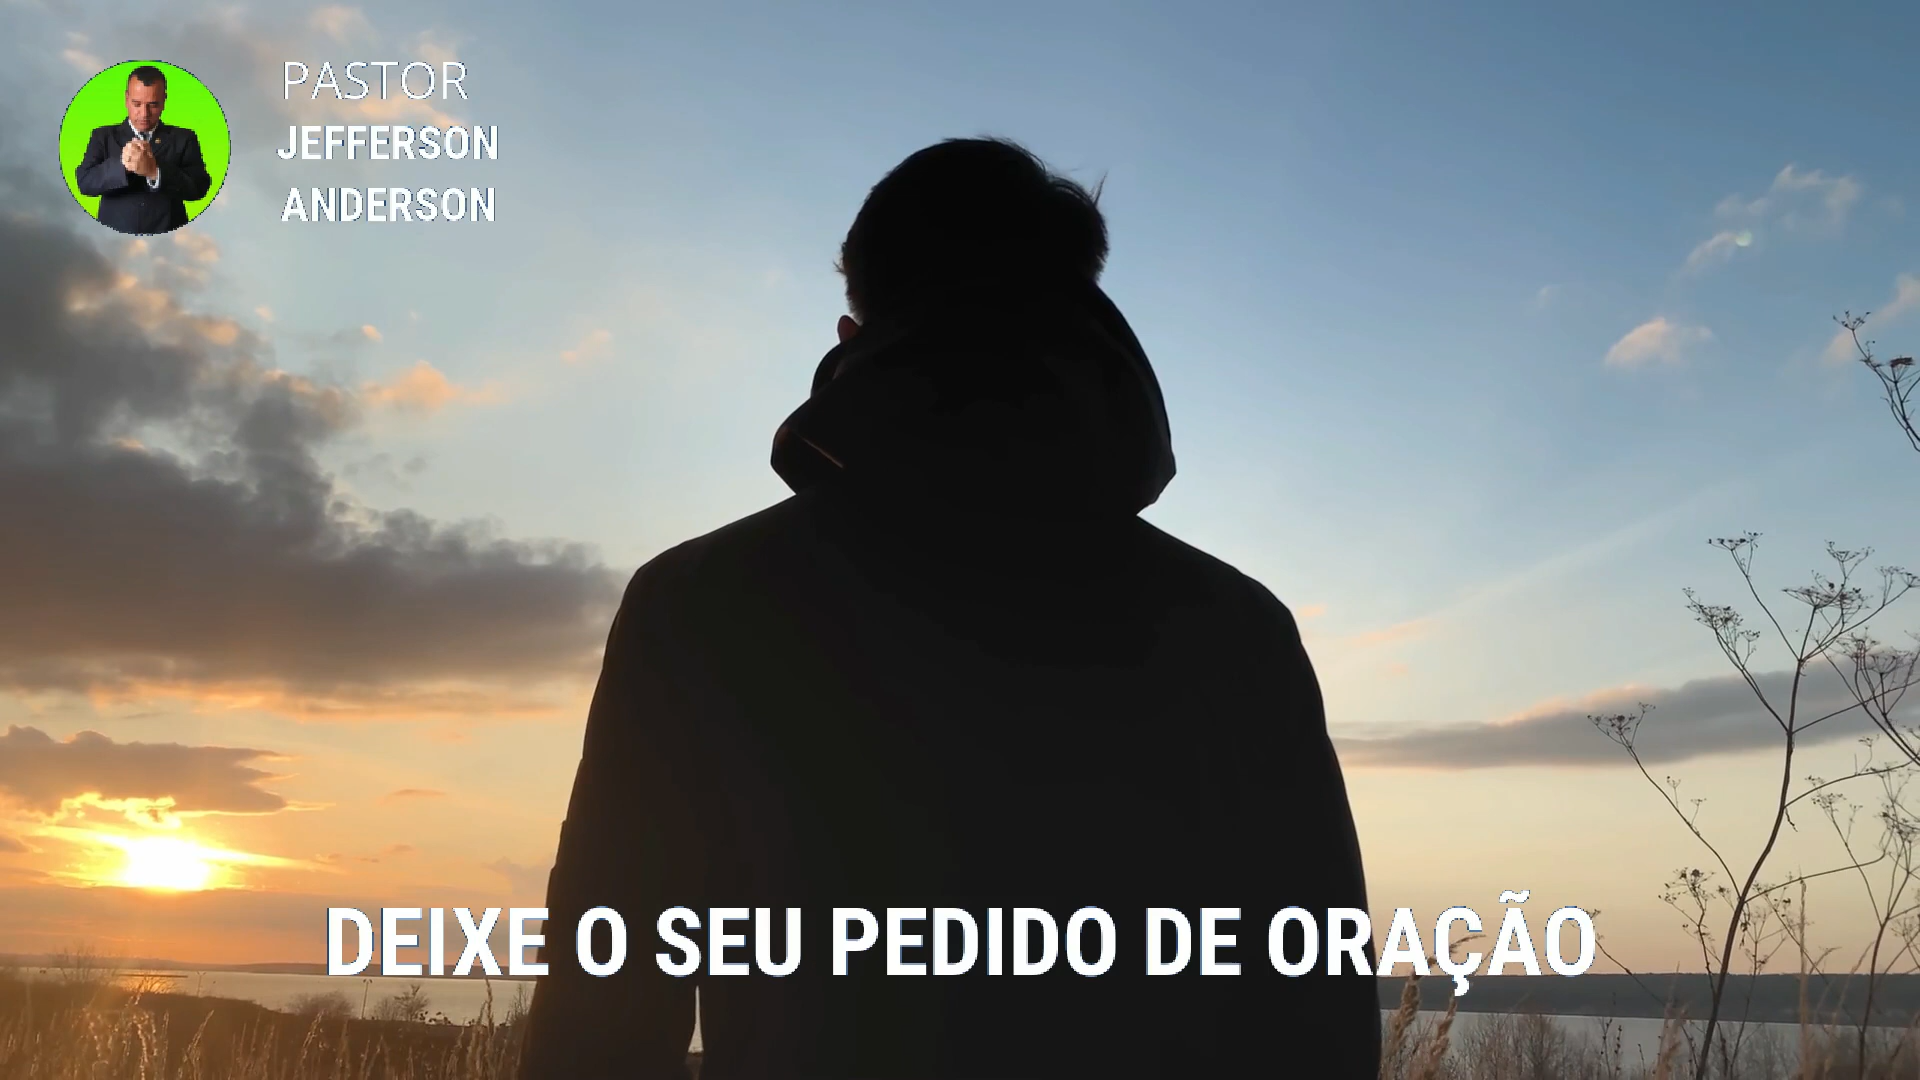 PASTOR
JEFFERSON
ANDERSON
DEIXE O SEU PEDIDO DE ORAÇÃO